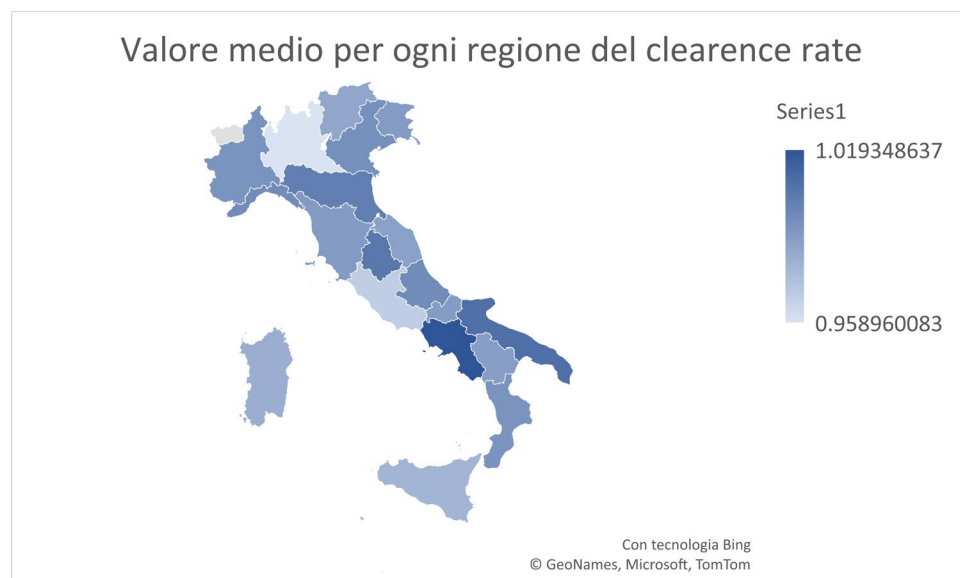 Valore medio per ogni regione del clearence rate
Series1
1.019348637
0.958960083
Con tecnologia Bing
© GeoNames, Microsoft, TomTom